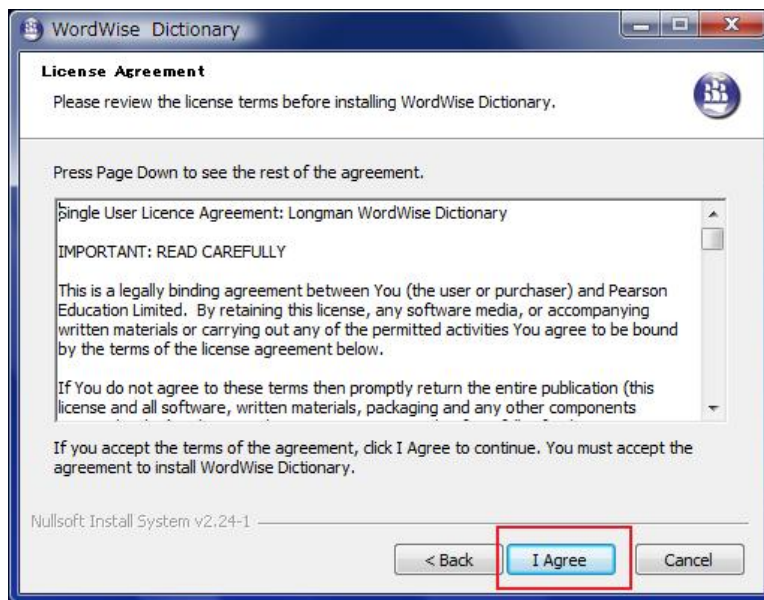 WordWise Dictionary
License Agreement
Please review the license terms before installing WordWise Dictionary.
Press Page Down to see the rest of the agreement.
Single User Licence Agreement: Longman WordWise Dictionary
IMPORTANT: READ CAREFULLY
This is a legally binding agreement between You (the user or purchaser) and Pearson
Education Limited.  By retaining this license, any software media, or accompanying
written materials or carrying out any of the permitted activities You agree to be bound
by the terms of the license agreement below.
If You do not agree to these terms then promptly return the entire publication (this
license and all software, written materials, packaging and any other components
If you accept the terms of the agreement, click I Agree to continue. You must accept the
agreement to install WordWise Dictionary.
Nullsoft Install System v2.24-1
< Back
I Agree
Cancel